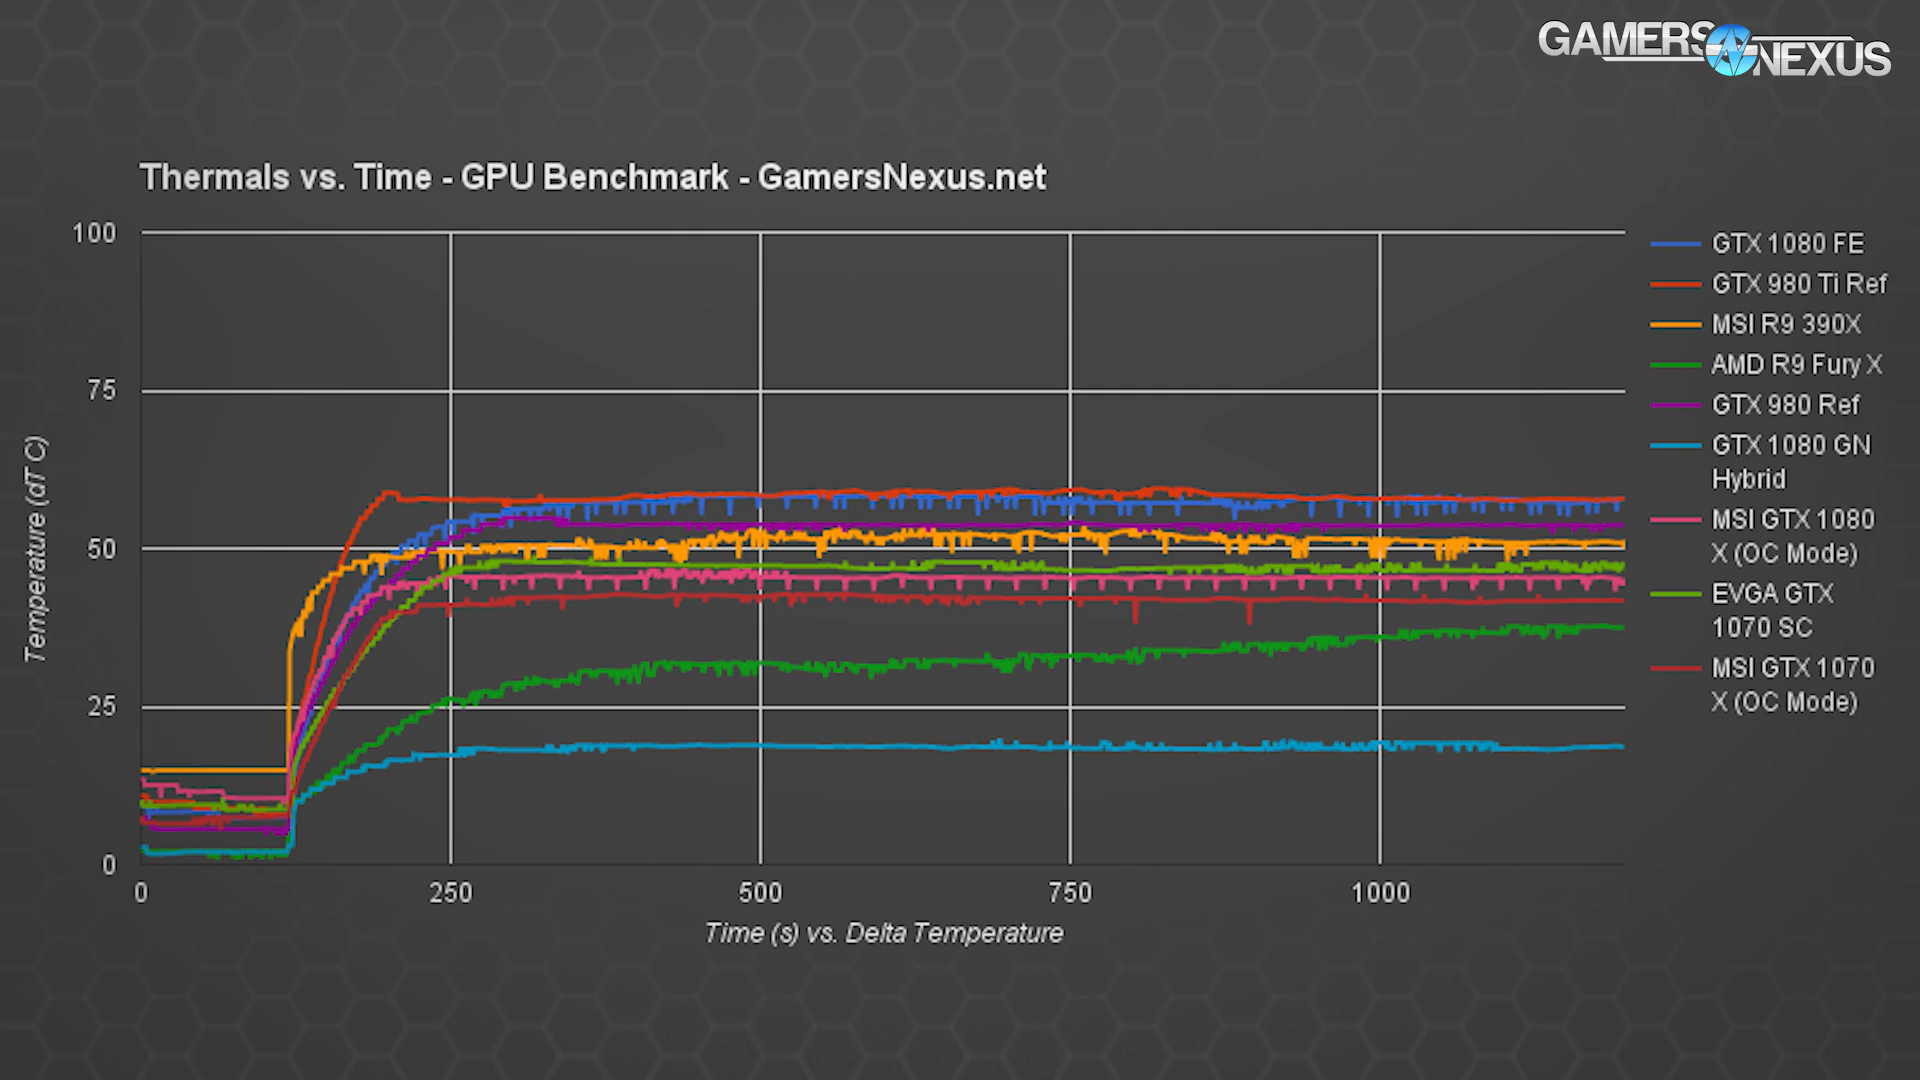 GAMERS NEXUS
Thermals vs. Time - GPU Benchmark - GamersNexus.net
100
75
50
25
0
Temperature (dT C)
0
250
500
750
1000
Time (s) vs. Delta Temperature
GTX 1080 FE
GTX 980 Ti Ref
MSI R9 390X
AMD R9 Fury X
GTX 980 Ref
GTX 1080 GN
Hybrid
MSI GTX 1080
X (OC Mode)
EVGA GTX
1070 SC
MSI GTX 1070
X (OC Mode)